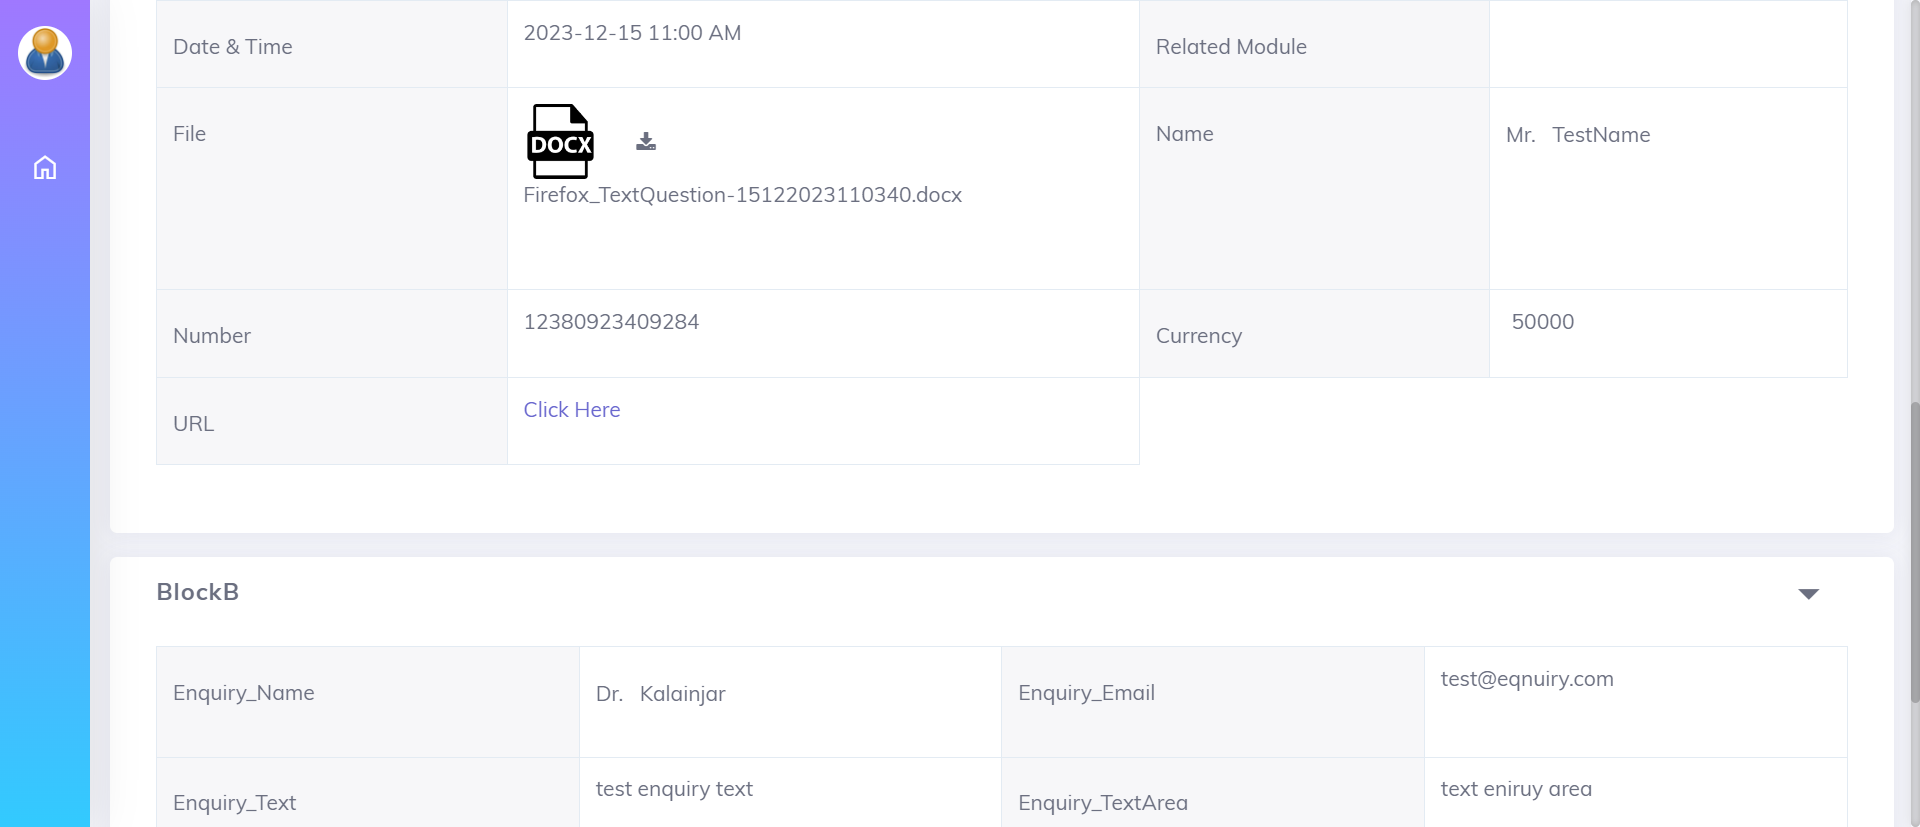 Date & Time
2023-12-15 11:00 AM
Related Module
File
DOCX
Firefox_TextQuestion-15122023110340.docx
Name
Mr. TestName
Number
12380923409284
Currency
50000
URL
Click Here
BlockB
Enquiry_Name
Dr. Kalainjar
Enquiry_Email
test@eqnuiry.com
Enquiry_Text
test enquiry text
Enquiry_TextArea
text eniruy area